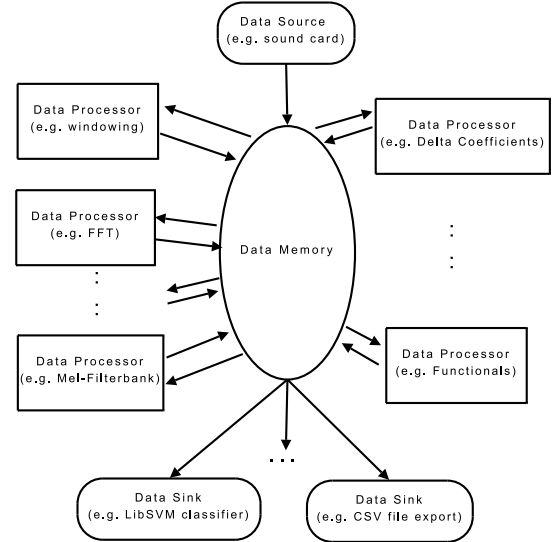 Data Source
(e.g. sound card)
Data Processor
(e.g. windowing)
Data Processor
(e.g. Delta Coefficients)
Data Processor
(e.g. FFT)
Data Memory
Data Processor
(e.g. Mel-Filterbank)
Data Processor
(e.g. Functionals)
...
Data Sink
(e.g. LibSVM classifier)
Data Sink
(e.g. CSV file export)